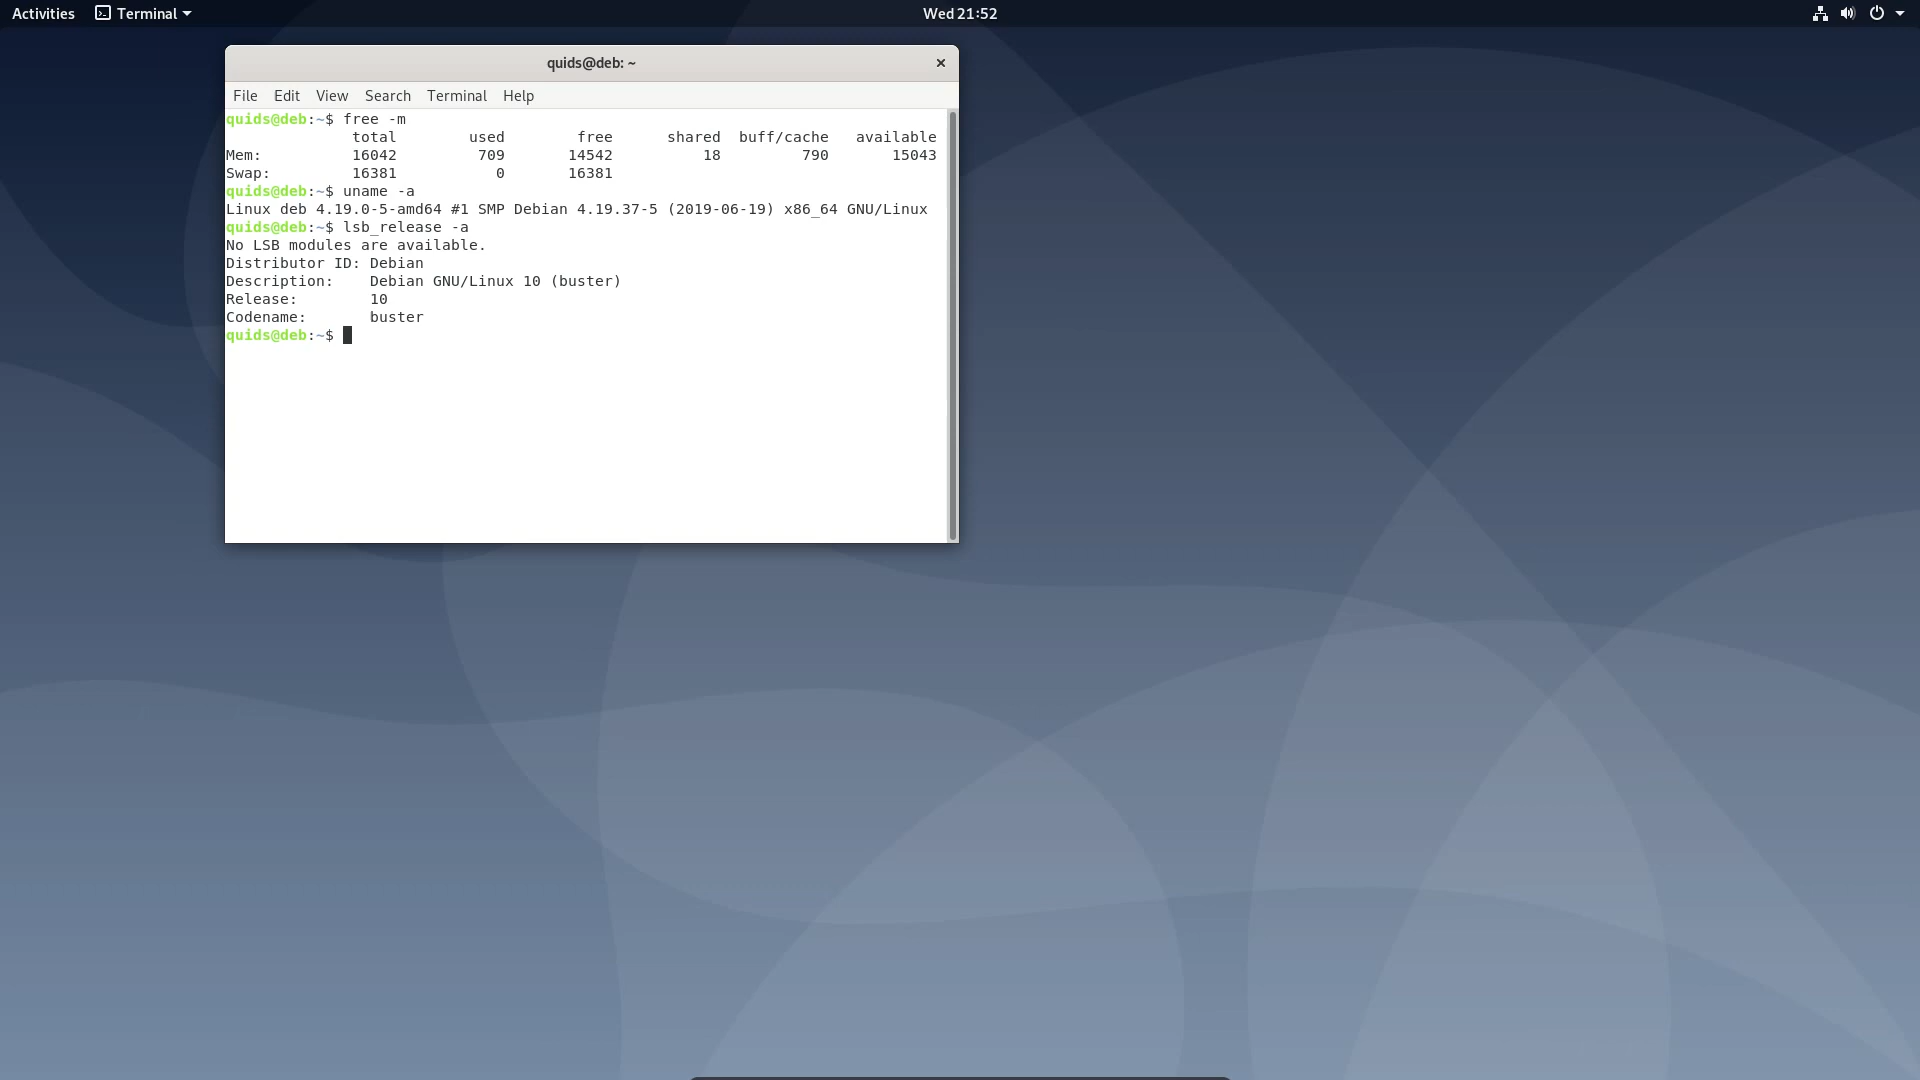 Activities Terminal Wed 21:52
quids@deb: ~
File Edit View Search Terminal Help
quids@deb:~$ free -m
              total        used        free      shared  buff/cache   available
Mem:          16042         709       14542          18         790       15043
Swap:         16381           0       16381
quids@deb:~$ uname -a
Linux deb 4.19.0-5-amd64 #1 SMP Debian 4.19.37-5 (2019-06-19) x86_64 GNU/Linux
quids@deb:~$ lsb_release -a
No LSB modules are available.
Distributor ID: Debian
Description:    Debian GNU/Linux 10 (buster)
Release:        10
Codename:       buster
quids@deb:~$